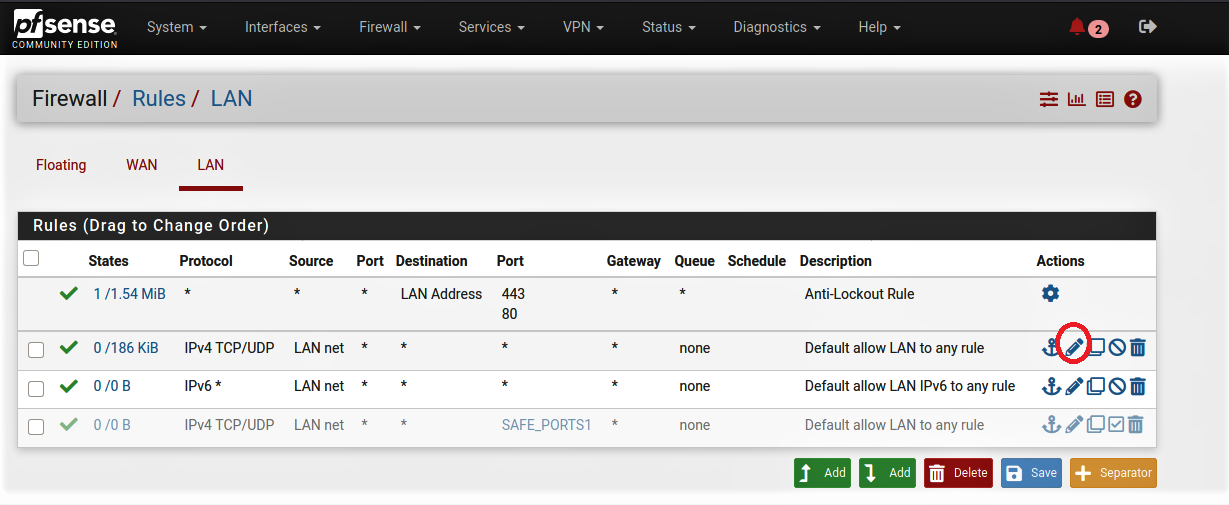 pfsense
COMMUNITY EDITION
System Interfaces Firewall Services VPN Status Diagnostics Help 2
Firewall / Rules / LAN
Floating WAN LAN
Rules (Drag to Change Order)
States Protocol Source Port Destination Port Gateway Queue Schedule Description Actions
1 /1.54 MiB * * * LAN Address 443 * * Anti-Lockout Rule
80
0 /186 KiB IPv4 TCP/UDP LAN net * * * * none Default allow LAN to any rule
0 /0 B IPv6 * LAN net * * * * none Default allow LAN IPv6 to any rule
0 /0 B IPv4 TCP/UDP LAN net * * SAFE_PORTS1 * none Default allow LAN to any rule
Add Add Delete Save Separator